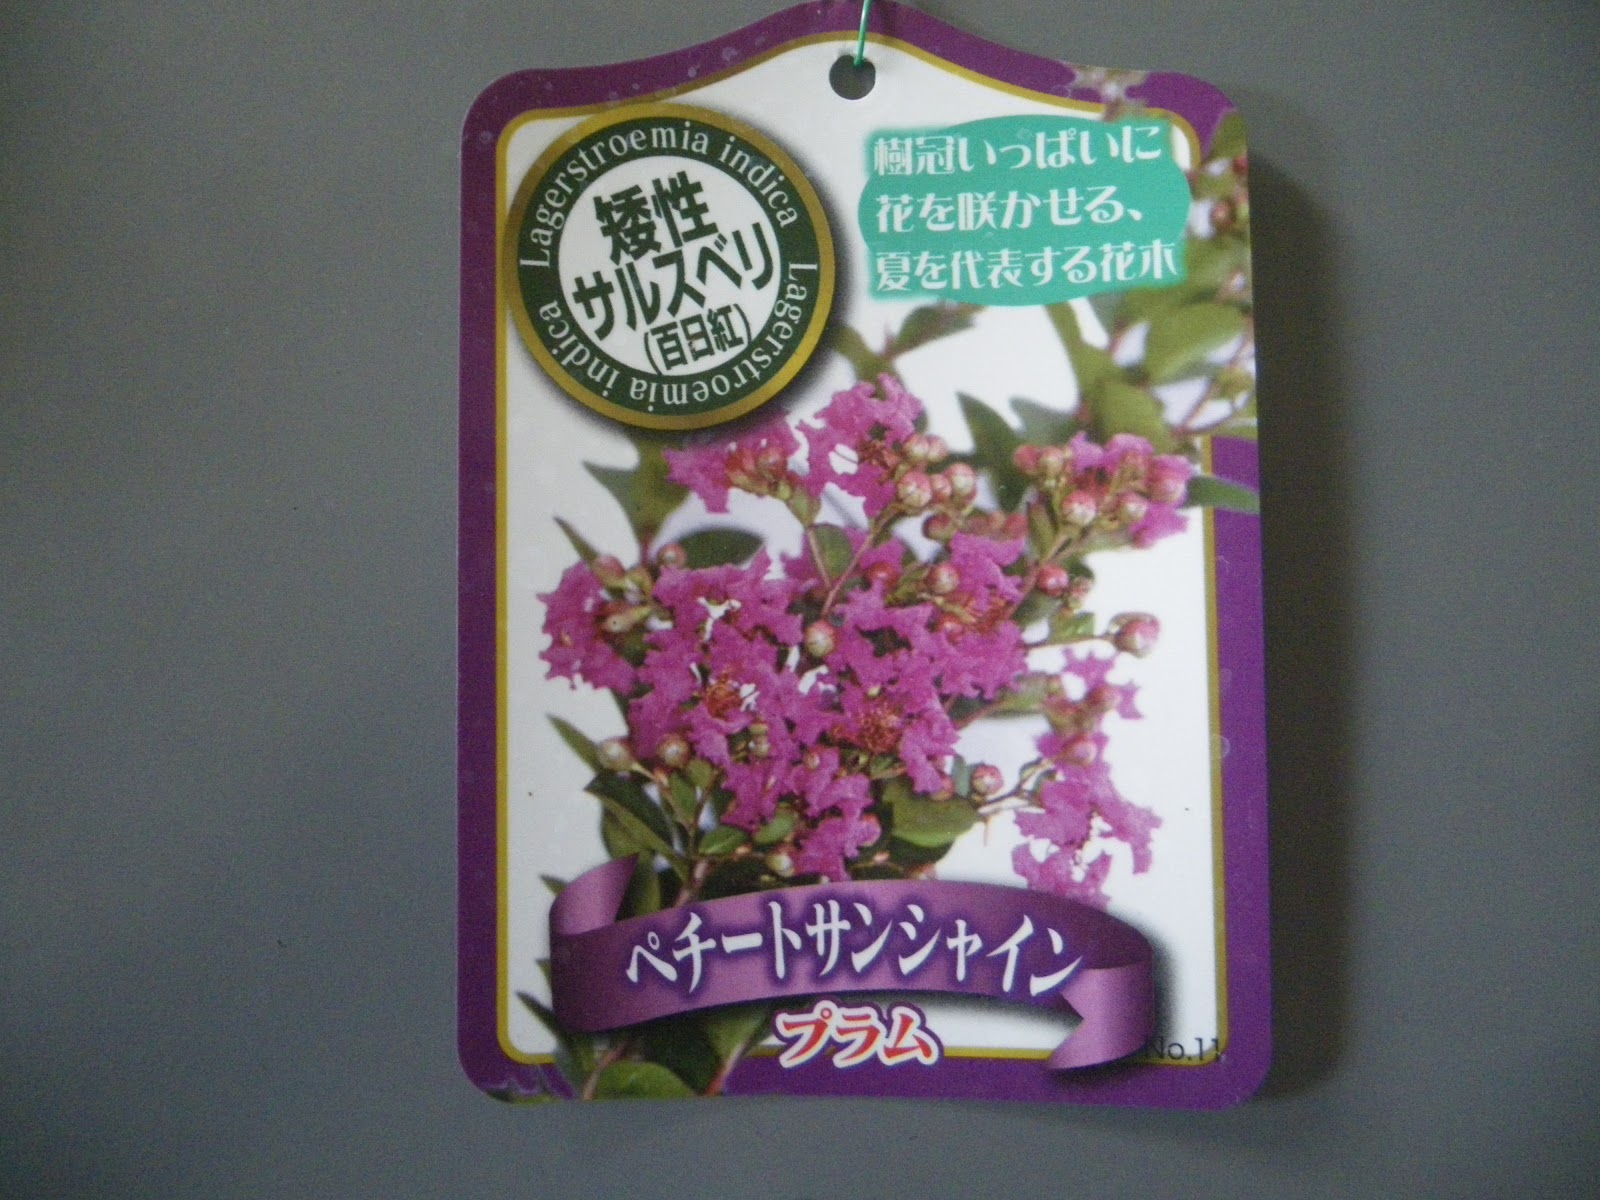 Lagerstroemia indica Lagerstroemia indica
矮性
サルスベリ
(百日紅)
樹冠いっぱいに
花を咲かせる、
夏を代表する花木
ペチートサンシャイン
プラム
No.11